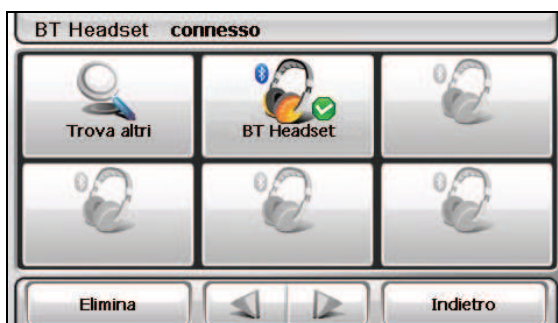 BT Headset connesso
Trova altri
BT Headset
Elimina
Indietro